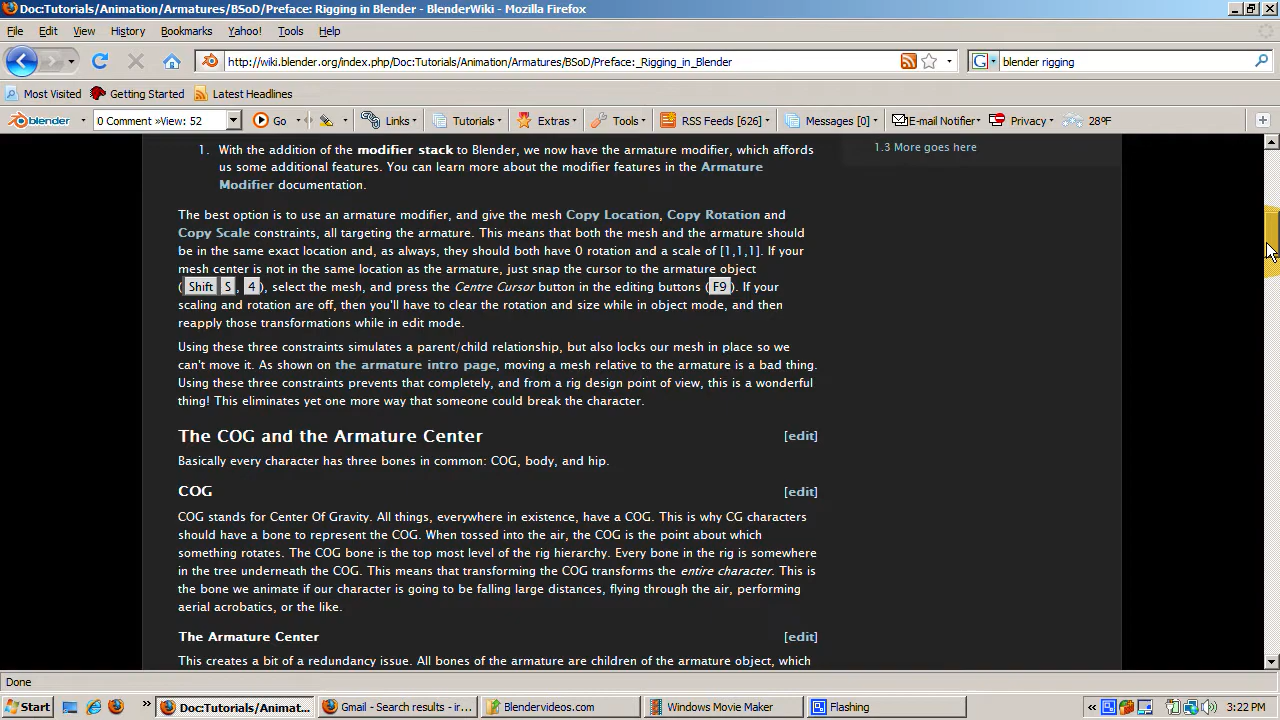 Doc:Tutorials/Animation/Armatures/BSoD/Preface: Rigging in Blender - BlenderWiki - Mozilla Firefox
File Edit View History Bookmarks Yahoo! Tools Help
http://wiki.blender.org/index.php/Doc:Tutorials/Animation/Armatures/BSoD/Preface:_Rigging_in_Blender
blender rigging
Most Visited Getting Started Latest Headlines
blender 0 Comment »View: 52 Go Links Tutorials Extras Tools RSS Feeds [626] Messages [0] E-mail Notifier Privacy 28°F
1. With the addition of the modifier stack to Blender, we now have the armature modifier, which affords
us some additional features. You can learn more about the modifier features in the Armature
Modifier documentation.
1.3 More goes here
The best option is to use an armature modifier, and give the mesh Copy Location, Copy Rotation and
Copy Scale constraints, all targeting the armature. This means that both the mesh and the armature should
be in the same exact location and, as always, they should both have 0 rotation and a scale of [1,1,1]. If your
mesh center is not in the same location as the armature, just snap the cursor to the armature object
( Shift S , 4 ), select the mesh, and press the Centre Cursor button in the editing buttons ( F9 ). If your
scaling and rotation are off, then you'll have to clear the rotation and size while in object mode, and then
reapply those transformations while in edit mode.
Using these three constraints simulates a parent/child relationship, but also locks our mesh in place so we
can't move it. As shown on the armature intro page, moving a mesh relative to the armature is a bad thing.
Using these three constraints prevents that completely, and from a rig design point of view, this is a wonderful
thing! This eliminates yet one more way that someone could break the character.
The COG and the Armature Center [edit]
Basically every character has three bones in common: COG, body, and hip.
COG [edit]
COG stands for Center Of Gravity. All things, everywhere in existence, have a COG. This is why CG characters
should have a bone to represent the COG. When tossed into the air, the COG is the point about which
something rotates. The COG bone is the top most level of the rig hierarchy. Every bone in the rig is somewhere
in the tree underneath the COG. This means that transforming the COG transforms the entire character. This is
the bone we animate if our character is going to be falling large distances, flying through the air, performing
aerial acrobatics, or the like.
The Armature Center [edit]
This creates a bit of a redundancy issue. All bones of the armature are children of the armature object, which
Done
Start » Doc:Tutorials/Animat... Gmail - Search results - ir... Blendervideos.com Windows Movie Maker Flashing « 3:22 PM